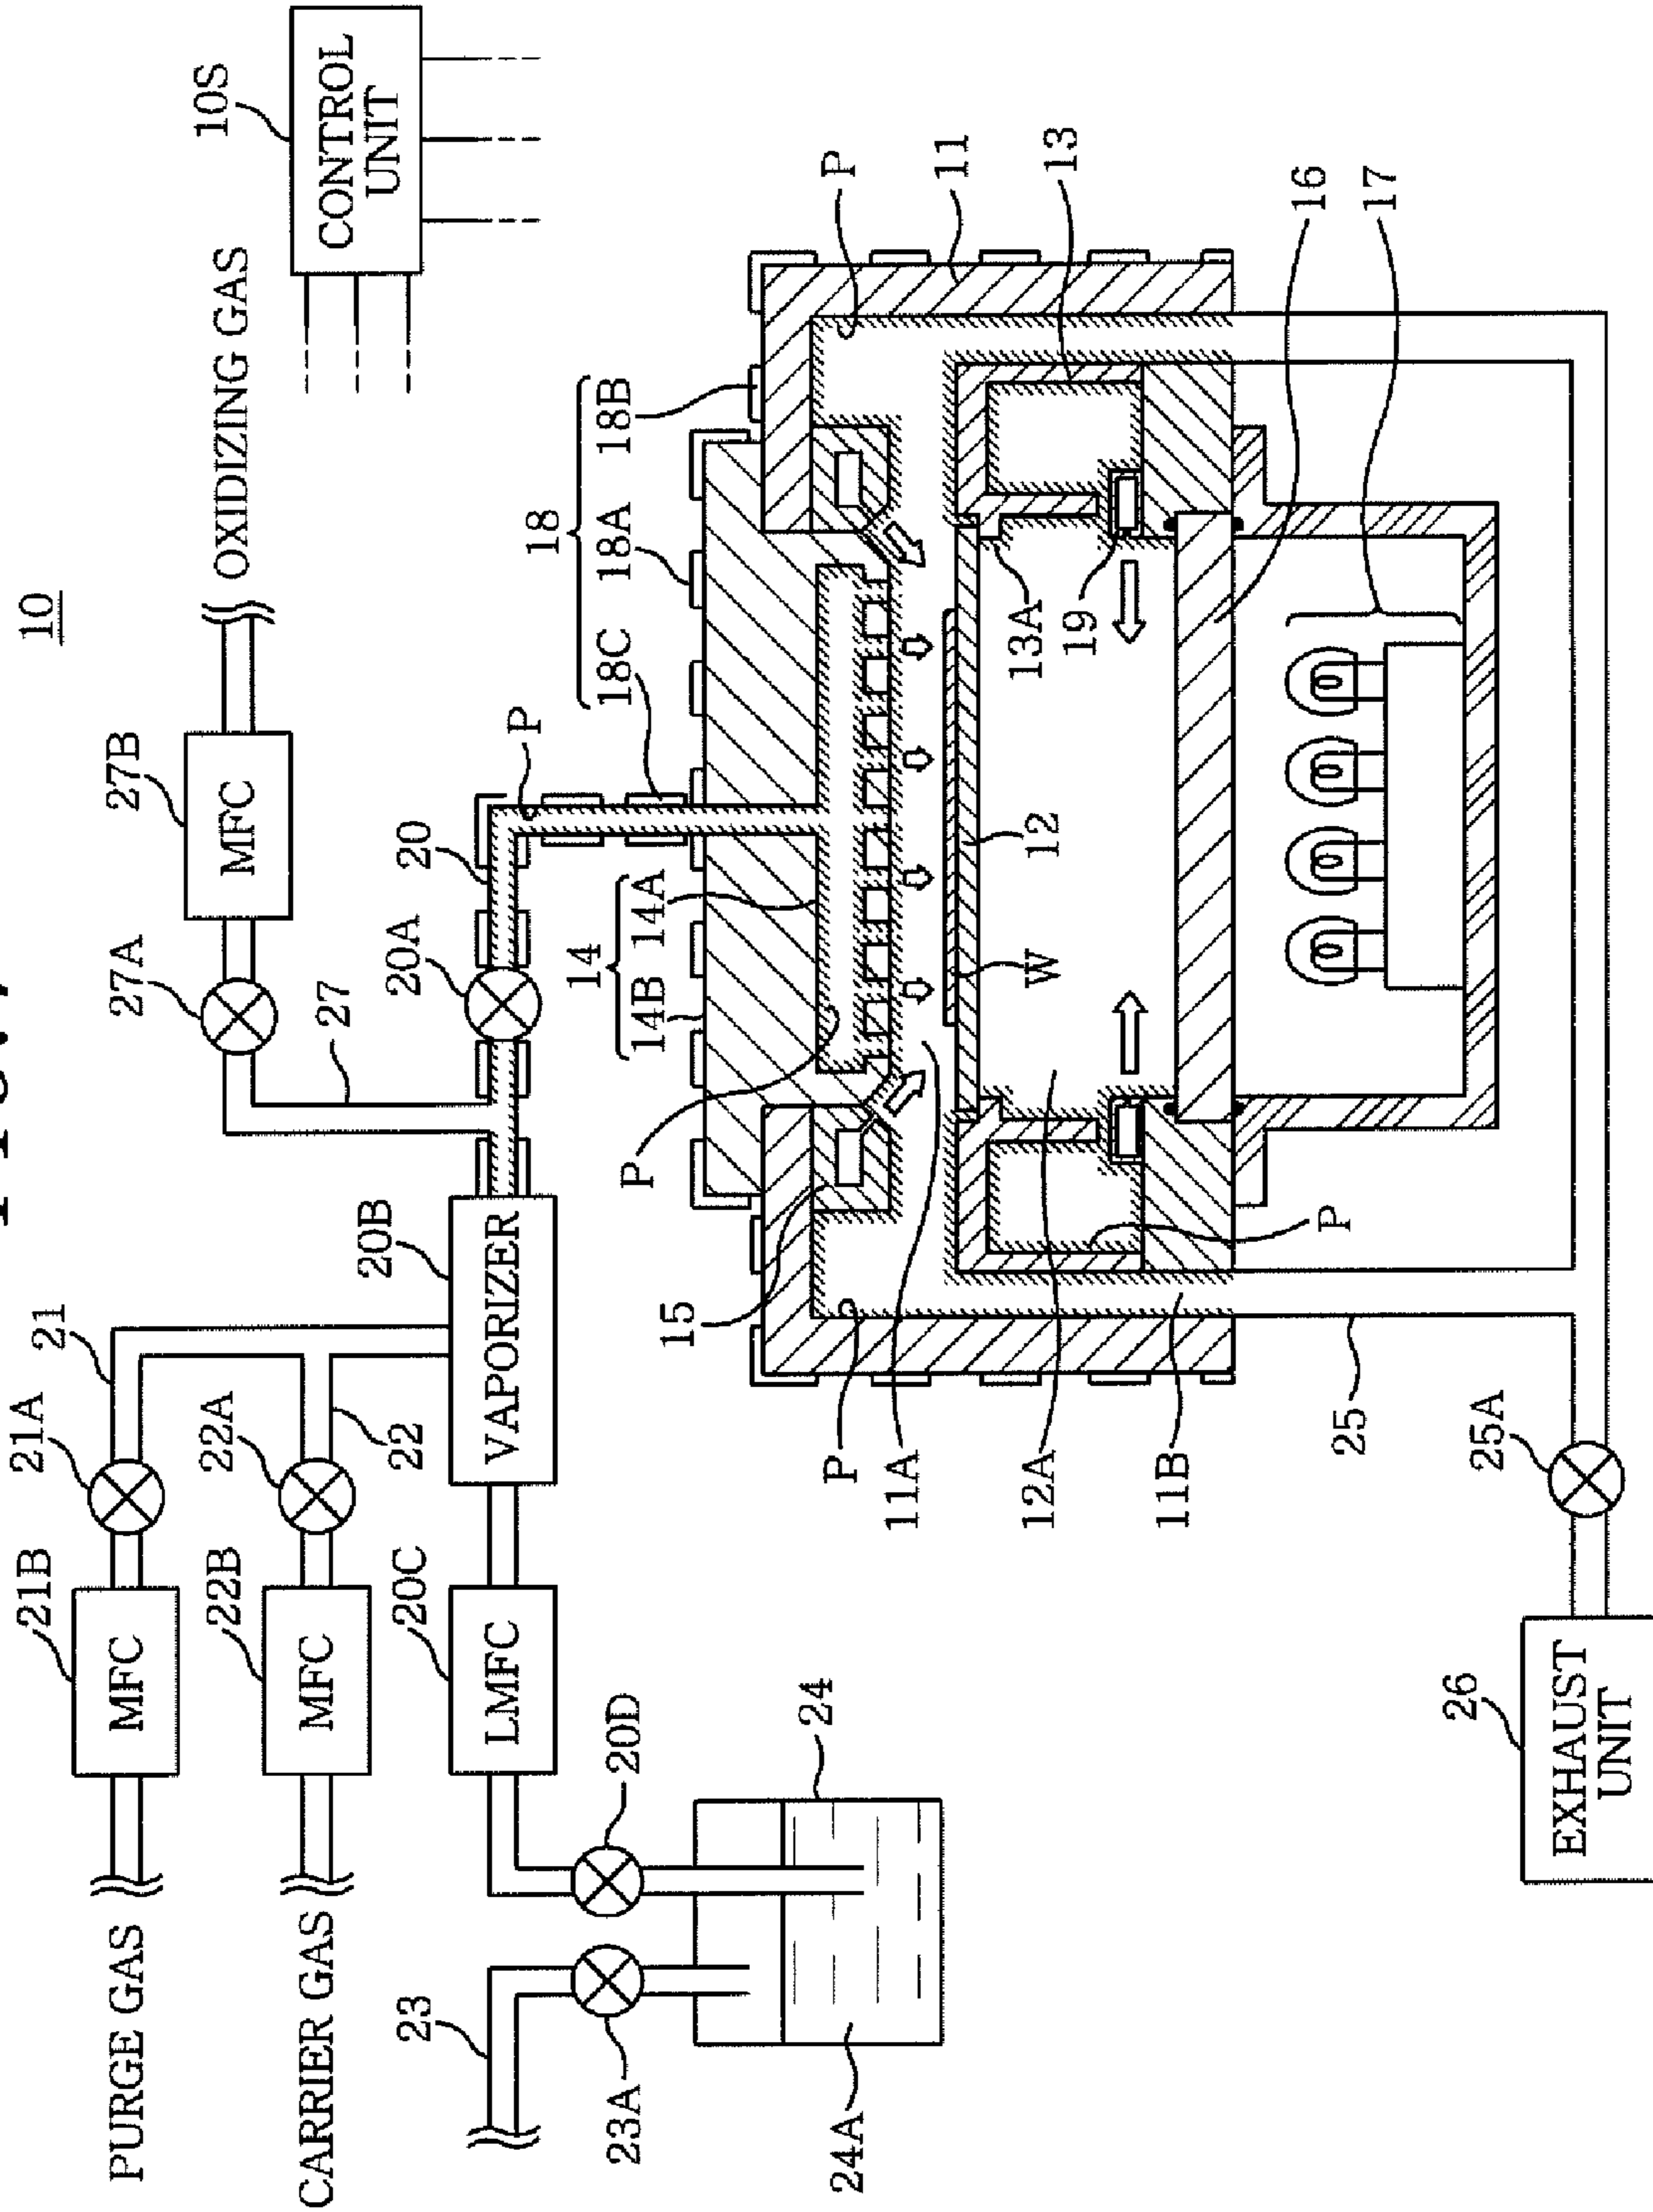 10
PURGE GAS
MFC
21B
21A
21
CARRIER GAS
MFC
22B
22A
22
OXIDIZING GAS
MFC
27B
27A
27
10S
CONTROL
UNIT
23
23A
20D
LMFC
20C
VAPORIZER
20B
20A
20
P
24A
24
18
18C 18A 18B
14
14B 14A
P
15
P
11A
12A
11B
W
12
P
11
13
13A
19
P
16
17
25
25A
26
EXHAUST
UNIT